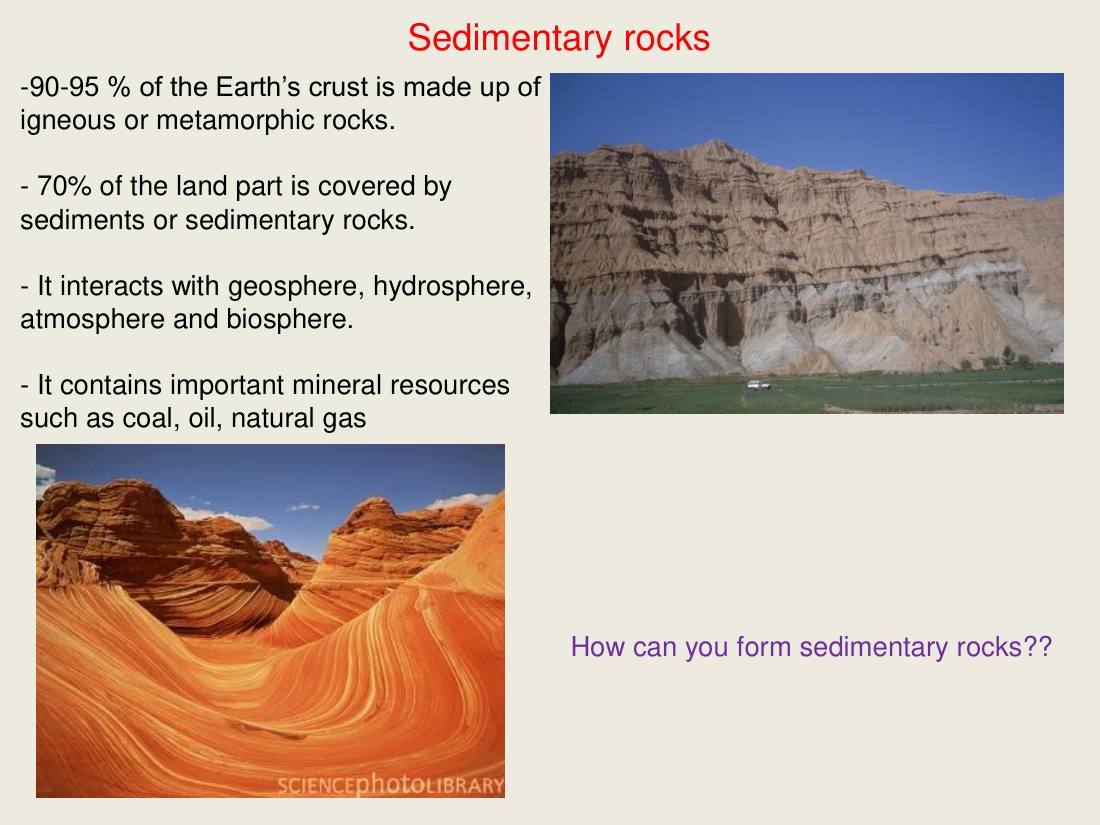 Sedimentary rocks
-90-95 % of the Earth’s crust is made up of
igneous or metamorphic rocks.
- 70% of the land part is covered by
sediments or sedimentary rocks.
- It interacts with geosphere, hydrosphere,
atmosphere and biosphere.
- It contains important mineral resources
such as coal, oil, natural gas
How can you form sedimentary rocks??
SCIENCEphotoLIBRARY